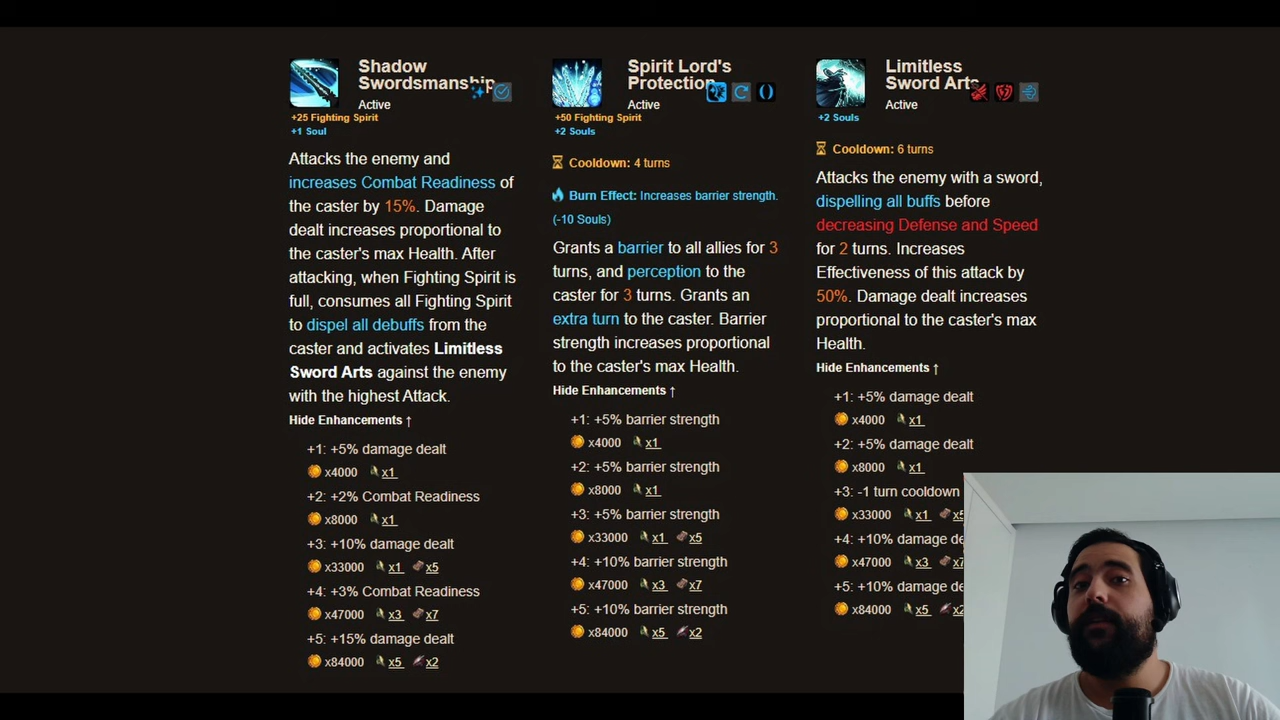 Shadow
Swordsmanship
Active
+25 Fighting Spirit
+1 Soul
Attacks the enemy and
increases Combat Readiness of
the caster by 15%. Damage
dealt increases proportional to
the caster's max Health. After
attacking, when Fighting Spirit is
full, consumes all Fighting Spirit
to dispel all debuffs from the
caster and activates Limitless
Sword Arts against the enemy
with the highest Attack.
Hide Enhancements ↑
+1: +5% damage dealt
x4000 x1
+2: +2% Combat Readiness
x8000 x1
+3: +10% damage dealt
x33000 x1 x5
+4: +3% Combat Readiness
x47000 x3 x7
+5: +15% damage dealt
x84000 x5 x2
Spirit Lord's
Protection
Active
+50 Fighting Spirit
+2 Souls
Cooldown: 4 turns
Burn Effect: Increases barrier strength.
(-10 Souls)
Grants a barrier to all allies for 3
turns, and perception to the
caster for 3 turns. Grants an
extra turn to the caster. Barrier
strength increases proportional
to the caster's max Health.
Hide Enhancements ↑
+1: +5% barrier strength
x4000 x1
+2: +5% barrier strength
x8000 x1
+3: +5% barrier strength
x33000 x1 x5
+4: +10% barrier strength
x47000 x3 x7
+5: +10% barrier strength
x84000 x5 x2
Limitless
Sword Arts
Active
+2 Souls
Cooldown: 6 turns
Attacks the enemy with a sword,
dispelling all buffs before
decreasing Defense and Speed
for 2 turns. Increases
Effectiveness of this attack by
50%. Damage dealt increases
proportional to the caster's max
Health.
Hide Enhancements ↑
+1: +5% damage dealt
x4000 x1
+2: +5% damage dealt
x8000 x1
+3: -1 turn cooldown
x33000 x1 x5
+4: +10% damage de
x47000 x3 x7
+5: +10% damage de
x84000 x5 x2